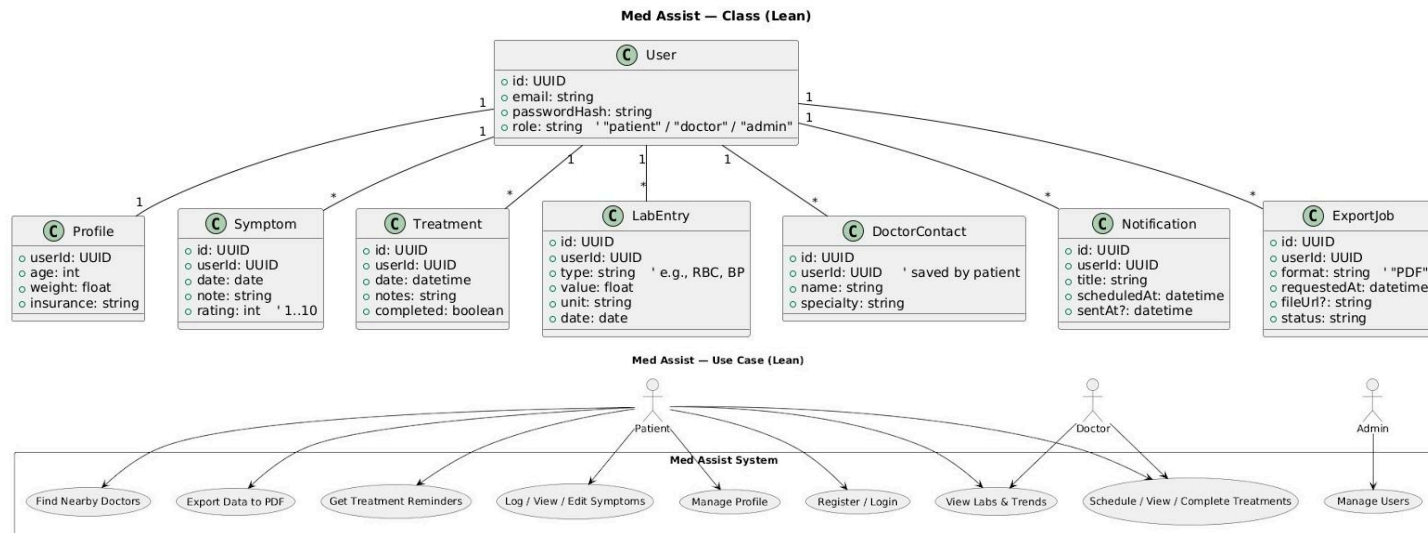 Med Assist — Class (Lean)
C User
id: UUID
email: string
passwordHash: string
role: string ' "patient" / "doctor" / "admin"
1
1
1
1
1
1
1
1
*
*
*
*
*
*
C Profile
userId: UUID
age: int
weight: float
insurance: string
C Symptom
id: UUID
userId: UUID
date: date
note: string
rating: int ' 1..10
C Treatment
id: UUID
userId: UUID
date: datetime
notes: string
completed: boolean
C LabEntry
id: UUID
userId: UUID
type: string ' e.g., RBC, BP
value: float
unit: string
date: date
C DoctorContact
id: UUID
userId: UUID ' saved by patient
name: string
specialty: string
C Notification
id: UUID
userId: UUID
title: string
scheduledAt: datetime
sentAt?: datetime
C ExportJob
id: UUID
userId: UUID
format: string ' "PDF"
requestedAt: datetime
fileUrl?: string
status: string
Med Assist — Use Case (Lean)
Patient
Doctor
Admin
Med Assist System
Find Nearby Doctors
Export Data to PDF
Get Treatment Reminders
Log / View / Edit Symptoms
Manage Profile
Register / Login
View Labs & Trends
Schedule / View / Complete Treatments
Manage Users